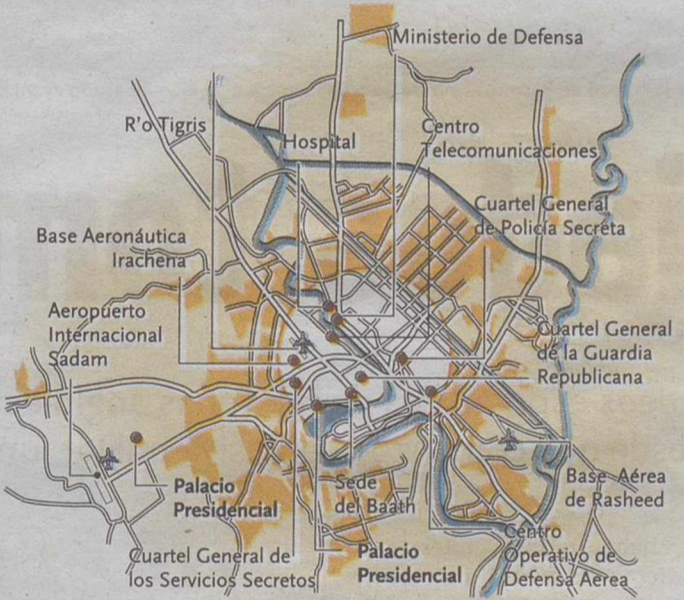 Ministerio de Defensa
R'o Tigris
Hospital
Centro
Telecomunicaciones
Cuartel General
de Policía Secreta
Base Aeronáutica
Irachena
Aeropuerto
Internacional
Sadam
Cuartel General
de la Guardia
Republicana
Palacio
Presidencial
Sede
del Baath
Base Aérea
de Rasheed
Cuartel General de
los Servicios Secretos
Palacio
Presidencial
Centro
Operativo de
Defensa Aerea